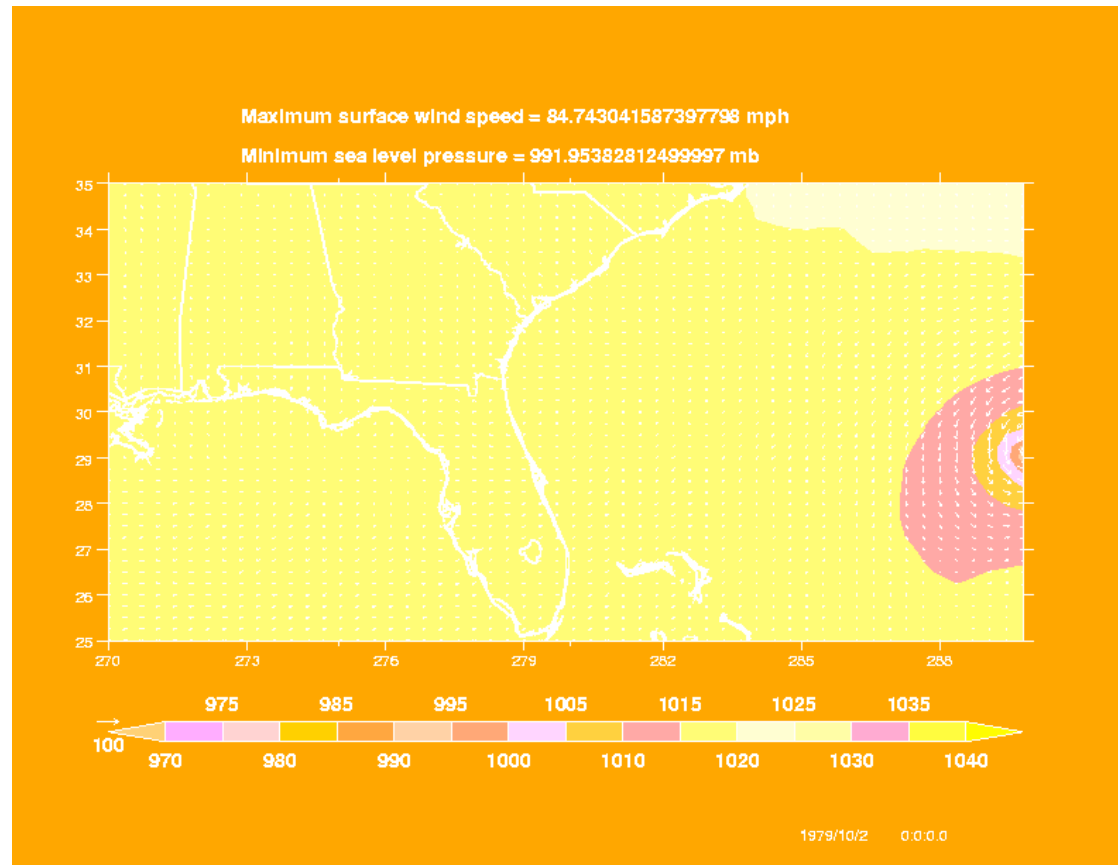 Maximum surface wind speed = 84.743041587397798 mph
Minimum sea level pressure = 991.95382812499997 mb
35
34
33
32
31
30
29
28
27
26
25
270 273 276 279 282 285 288
975 985 995 1005 1015 1025 1035
100
970 980 990 1000 1010 1020 1030 1040
1979/10/2 0:0:0.0